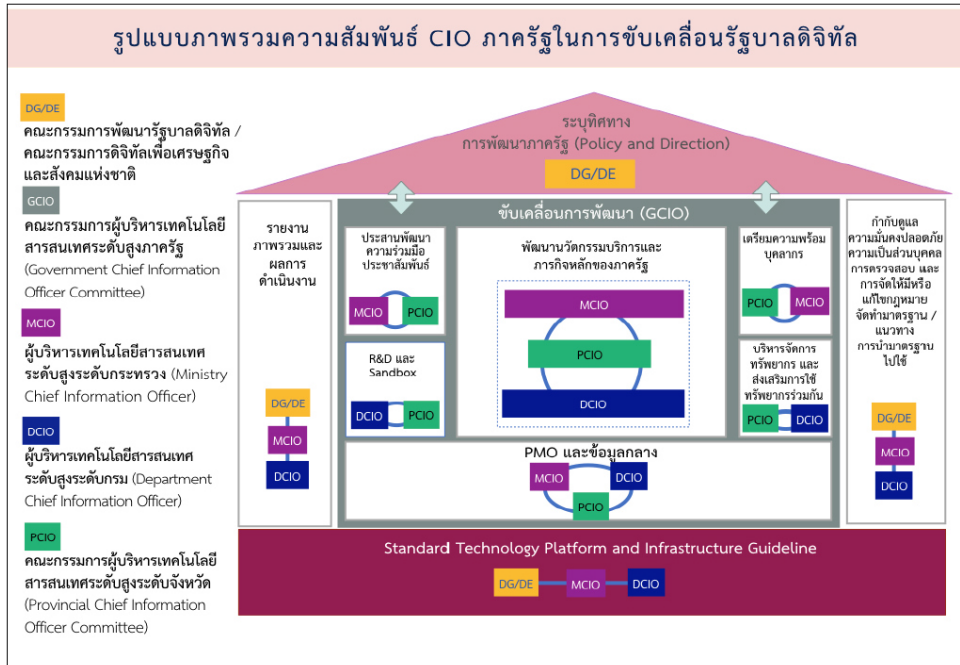 รูปแบบภาพรวมความสัมพันธ์ CIO ภาครัฐในการขับเคลื่อนรัฐบาลดิจิทัล
DG/DE
คณะกรรมการพัฒนารัฐบาลดิจิทัล /
คณะกรรมการดิจิทัลเพื่อเศรษฐกิจ
และสังคมแห่งชาติ
GCIO
คณะกรรมการผู้บริหารเทคโนโลยี
สารสนเทศระดับสูงภาครัฐ
(Government Chief Information
Officer Committee)
MCIO
ผู้บริหารเทคโนโลยีสารสนเทศ
ระดับสูงระดับกระทรวง (Ministry
Chief Information Officer)
DCIO
ผู้บริหารเทคโนโลยีสารสนเทศ
ระดับสูงระดับกรม (Department
Chief Information Officer)
PCIO
คณะกรรมการผู้บริหารเทคโนโลยี
สารสนเทศระดับสูงระดับจังหวัด
(Provincial Chief Information
Officer Committee)
ระบุทิศทาง
การพัฒนาภาครัฐ (Policy and Direction)
DG/DE
รายงาน
ภาพรวมและ
ผลการ
ดำเนินงาน
DG/DE
MCIO
DCIO
ขับเคลื่อนการพัฒนา (GCIO)
ประสานพัฒนา
ความร่วมมือ
ประชาสัมพันธ์
MCIO
PCIO
R&D และ
Sandbox
DCIO
PCIO
พัฒนานวัตกรรมบริการและ
ภารกิจหลักของภาครัฐ
MCIO
PCIO
DCIO
เตรียมความพร้อม
บุคลากร
PCIO
MCIO
บริหารจัดการ
ทรัพยากร และ
ส่งเสริมการใช้
ทรัพยากรร่วมกัน
PCIO
DCIO
PMO และข้อมูลกลาง
MCIO
DCIO
PCIO
กำกับดูแล
ความมั่นคงปลอดภัย
ความเป็นส่วนบุคคล
การตรวจสอบ และ
การจัดให้มีหรือ
แก้ไขกฎหมาย
จัดทำมาตรฐาน /
แนวทาง
การนำมาตรฐาน
ไปใช้
DG/DE
MCIO
DCIO
Standard Technology Platform and Infrastructure Guideline
DG/DE
MCIO
DCIO